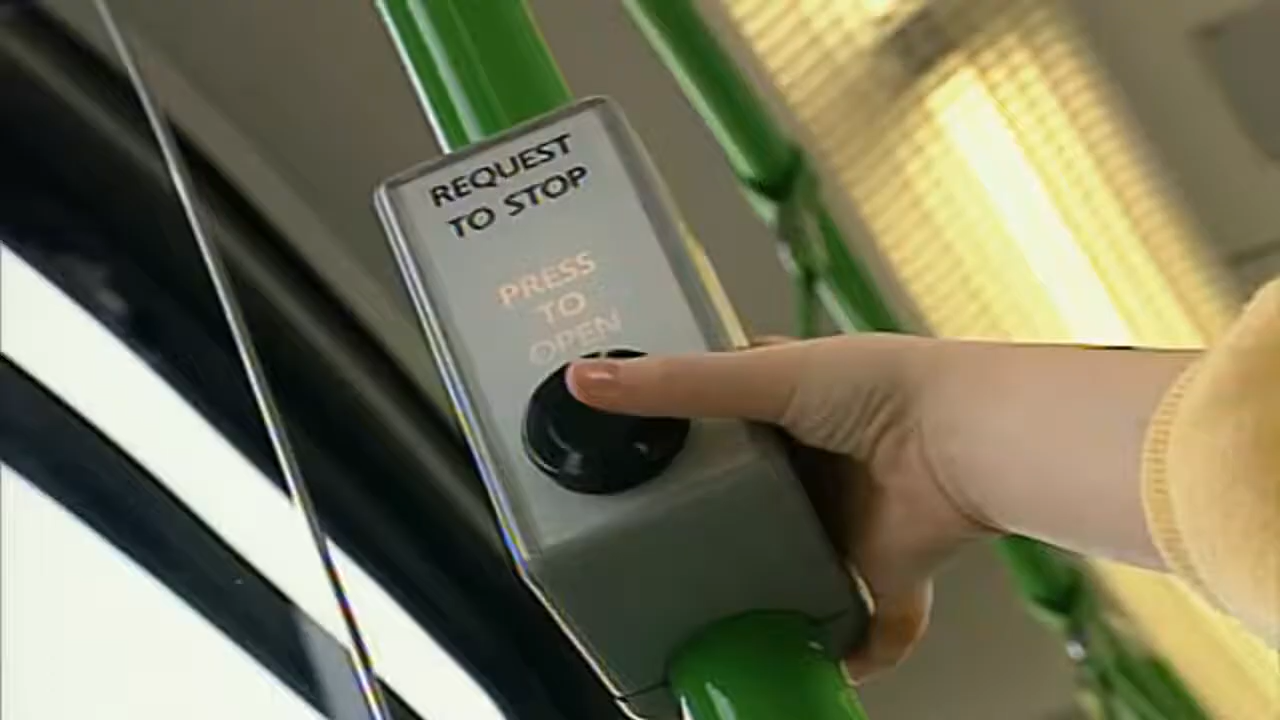 REQUEST
TO STOP
PRESS
TO
OPEN